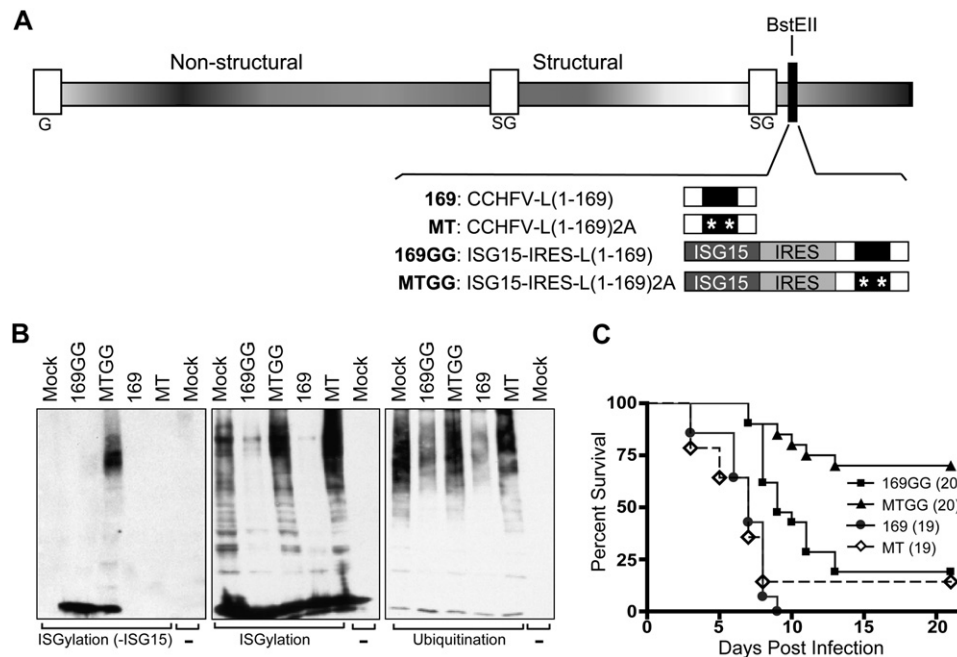 A
BstEII
Non-structural
Structural
G
SG
SG
169: CCHFV-L(1-169)
MT: CCHFV-L(1-169)2A
* *
169GG: ISG15-IRES-L(1-169)
ISG15
IRES
MTGG: ISG15-IRES-L(1-169)2A
ISG15
IRES
* *
B
Mock
169GG
MTGG
169
MT
Mock
Mock
169GG
MTGG
169
MT
Mock
169GG
MTGG
169
MT
Mock
ISGylation (-ISG15)
-
ISGylation
-
Ubiquitination
-
C
Percent Survival
100
75
50
25
0
169GG (20)
MTGG (20)
169 (19)
MT (19)
0
5
10
15
20
Days Post Infection